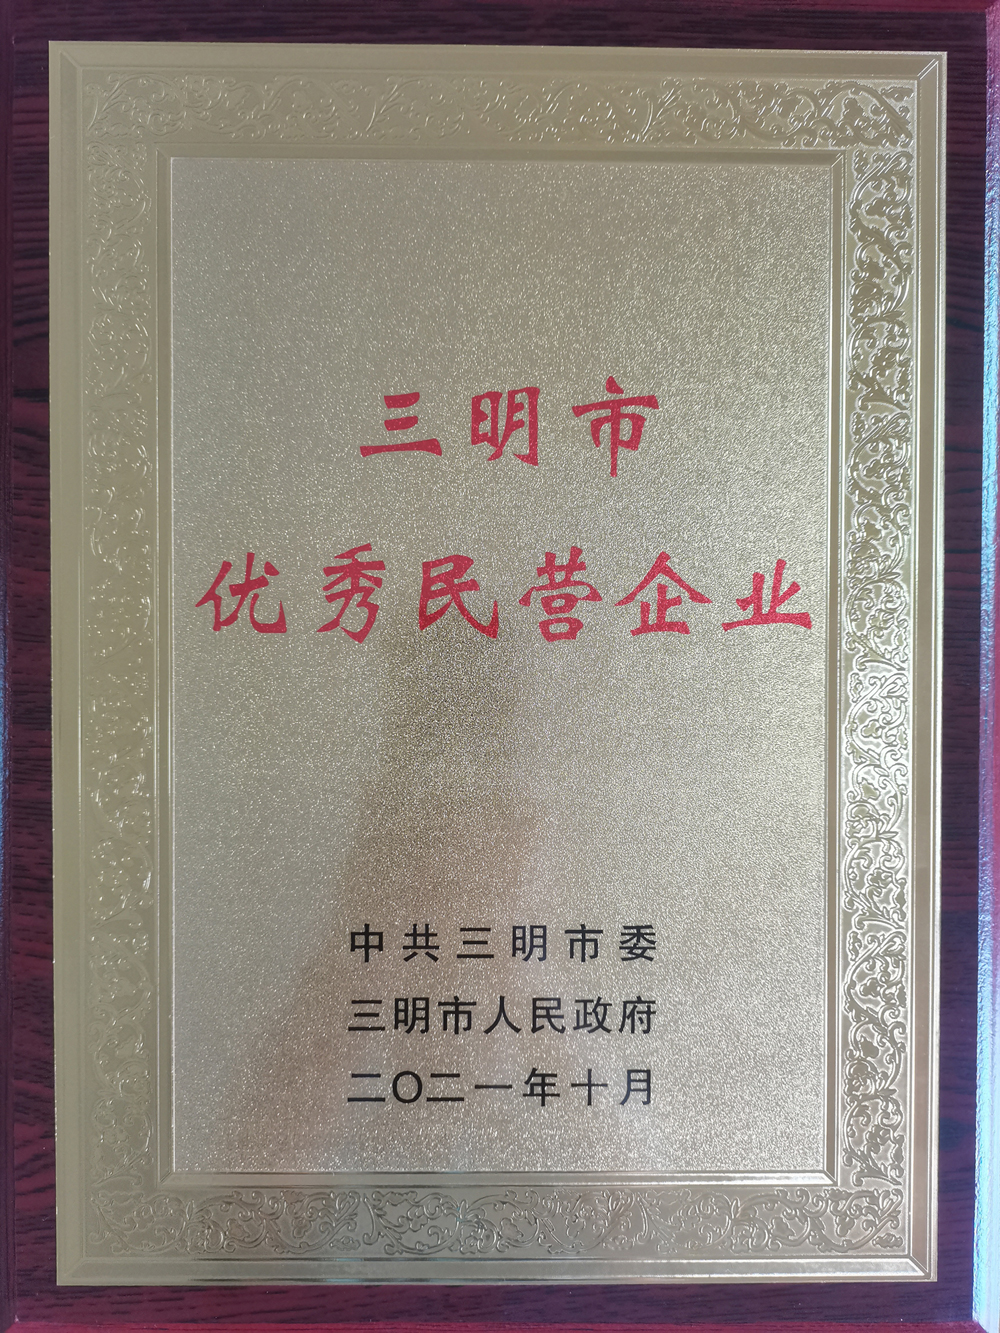 三明市
优秀民营企业
中共三明市委
三明市人民政府
二〇二一年十月